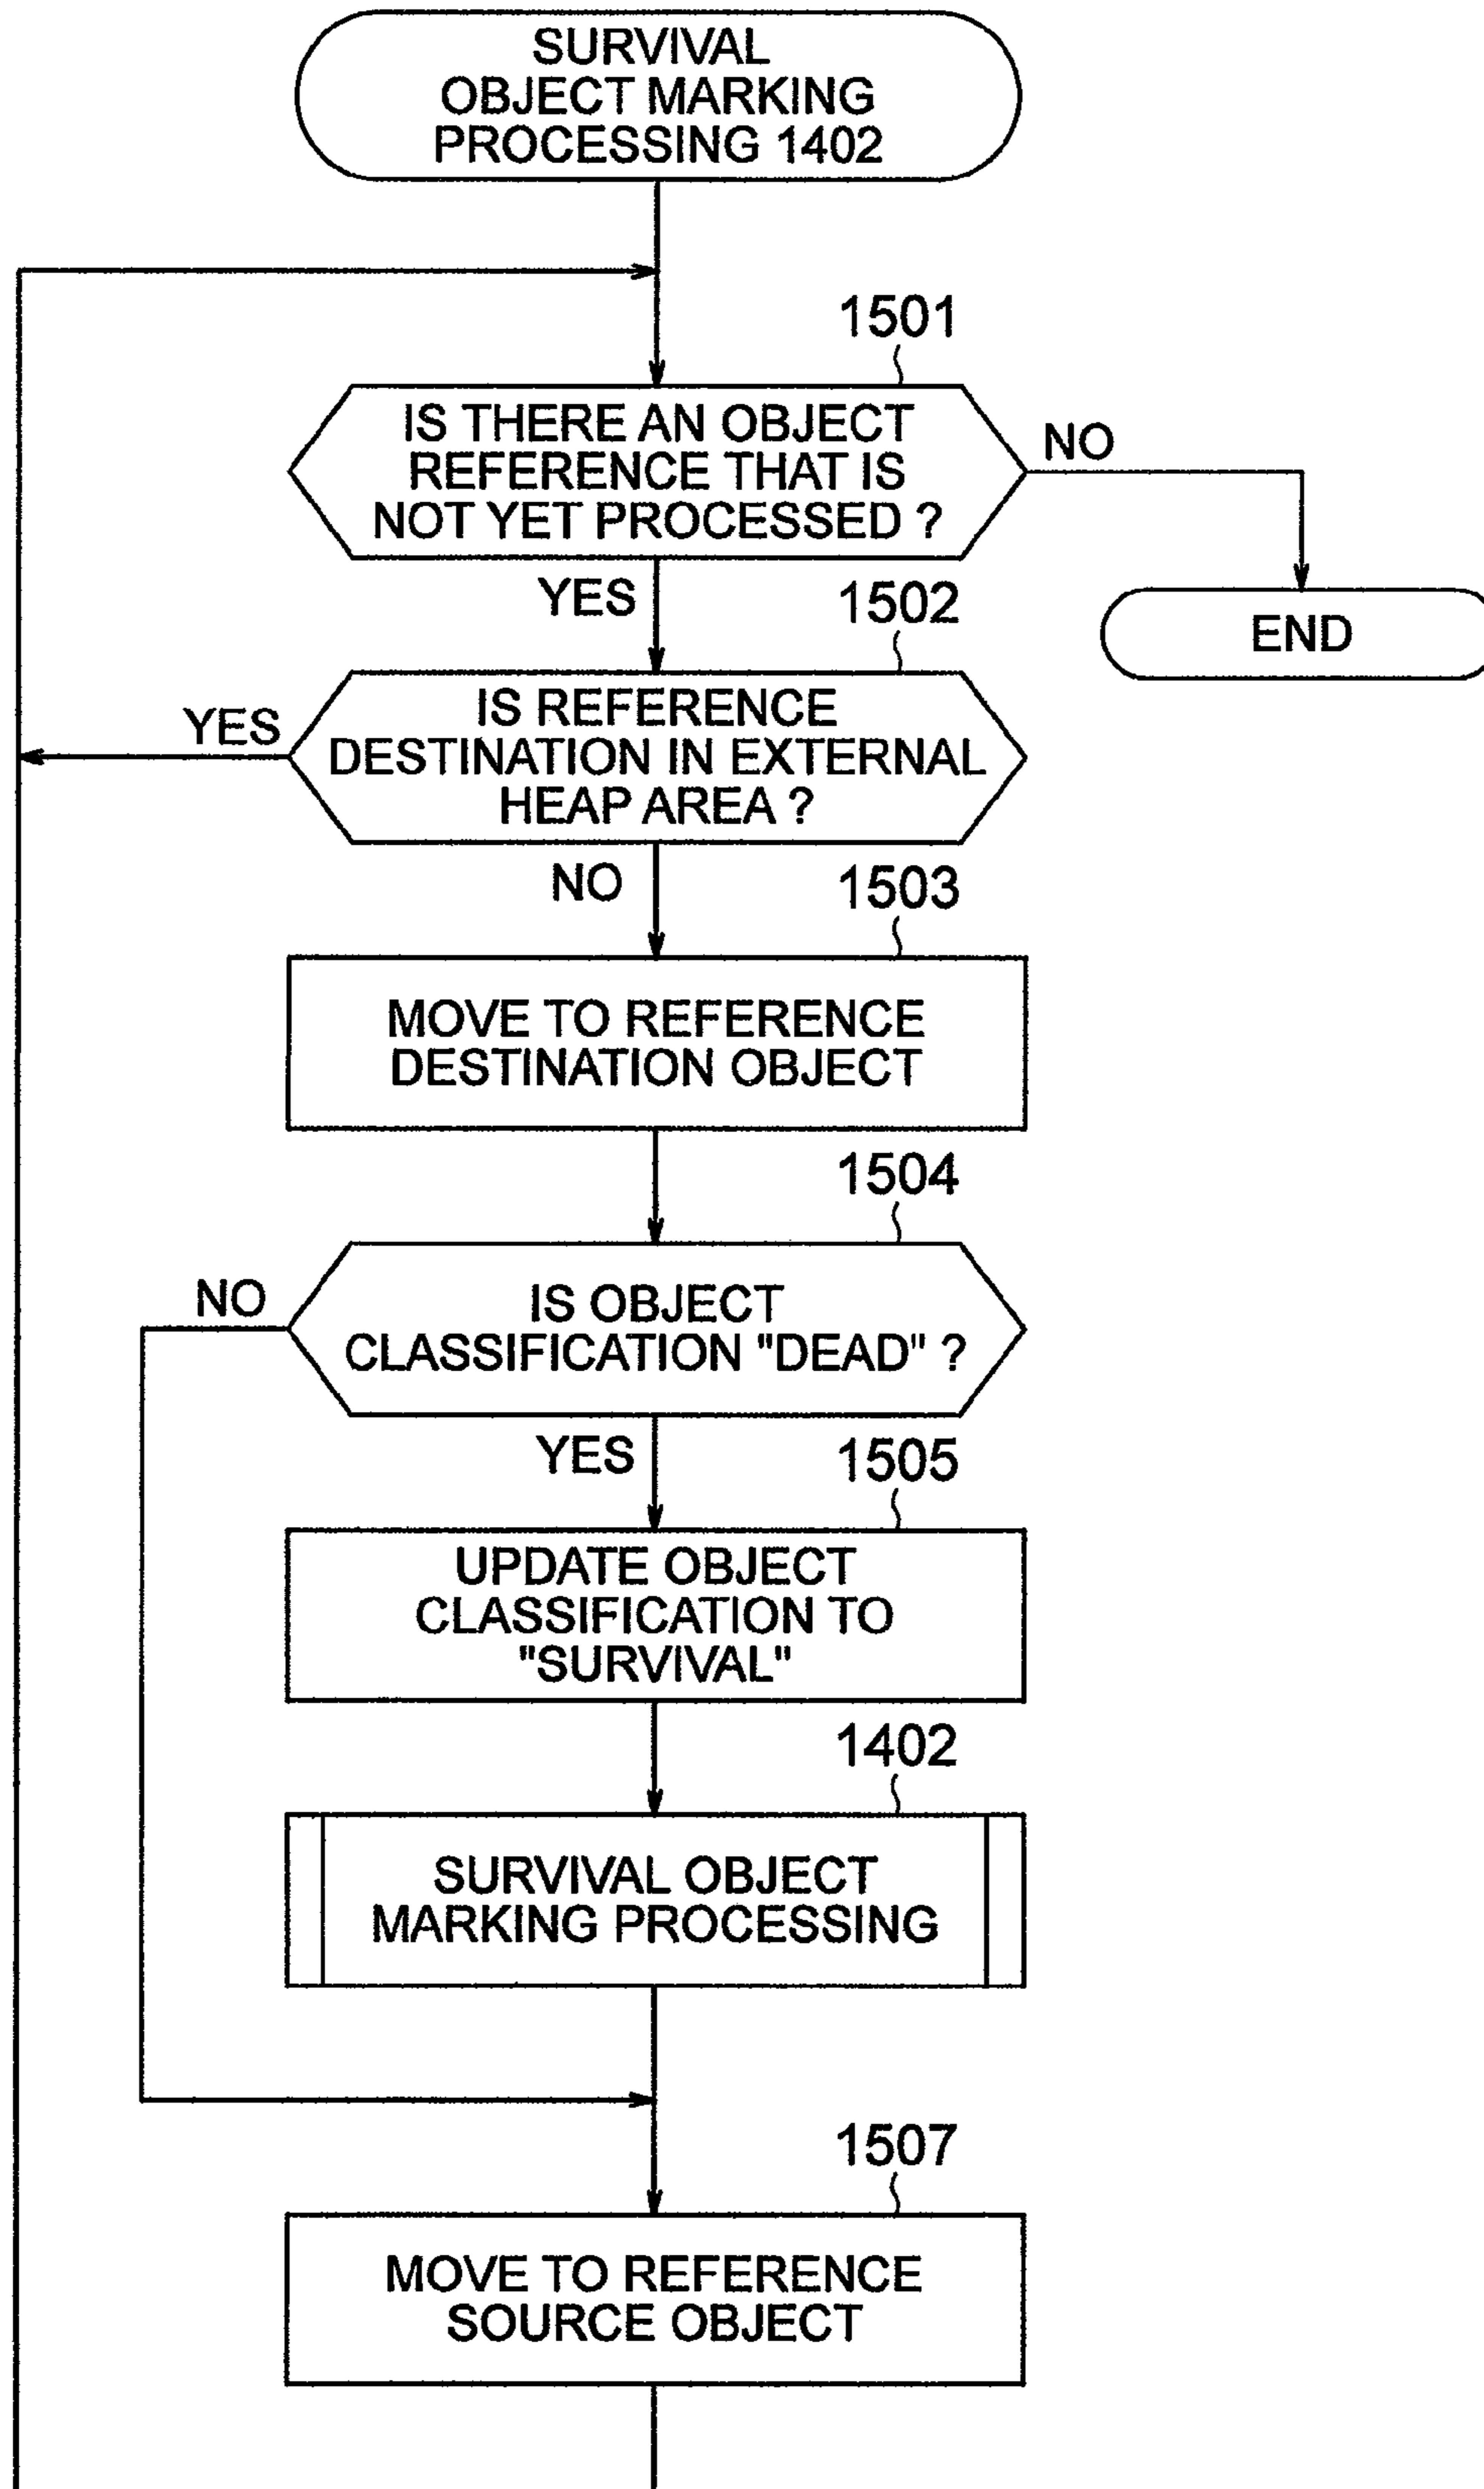 SURVIVAL
OBJECT MARKING
PROCESSING 1402
1501
IS THERE AN OBJECT
REFERENCE THAT IS
NOT YET PROCESSED ?
NO
YES
END
1502
IS REFERENCE
DESTINATION IN EXTERNAL
HEAP AREA ?
YES
NO
1503
MOVE TO REFERENCE
DESTINATION OBJECT
1504
IS OBJECT
CLASSIFICATION "DEAD" ?
NO
YES
1505
UPDATE OBJECT
CLASSIFICATION TO
"SURVIVAL"
1402
SURVIVAL OBJECT
MARKING PROCESSING
1507
MOVE TO REFERENCE
SOURCE OBJECT